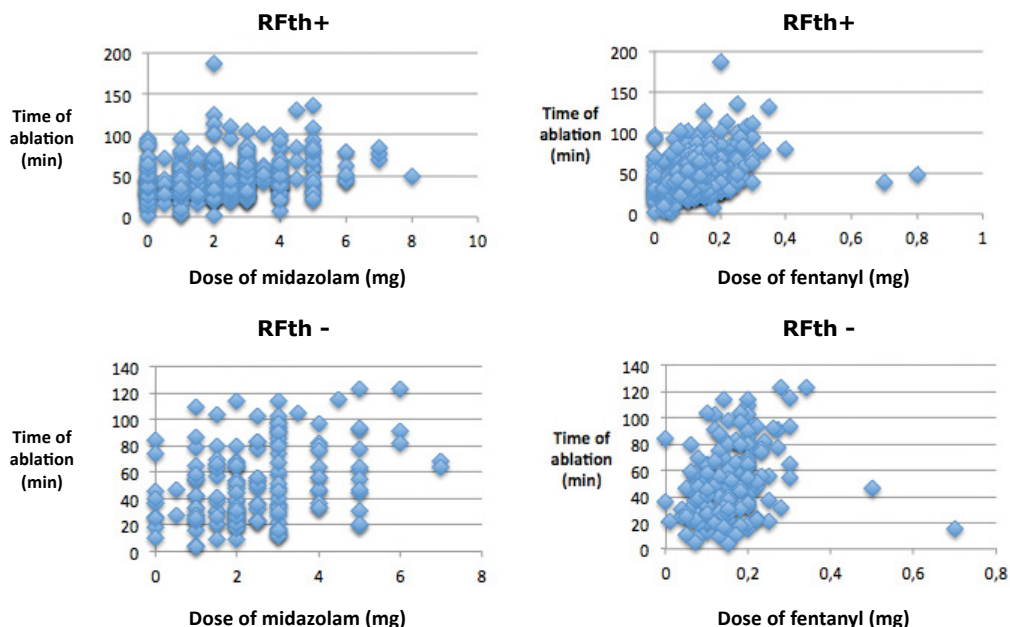 RFth+
200
150
100
50
0
Time of
ablation
(min)
0 2 4 6 8 10
Dose of midazolam (mg)
RFth+
200
150
100
50
0
Time of
ablation
(min)
0 0,2 0,4 0,6 0,8 1
Dose of fentanyl (mg)
RFth -
140
120
100
80
60
40
20
0
Time of
ablation
(min)
0 2 4 6 8
Dose of midazolam (mg)
RFth -
140
120
100
80
60
40
20
0
Time of
ablation
(min)
0 0,2 0,4 0,6 0,8
Dose of fentanyl (mg)